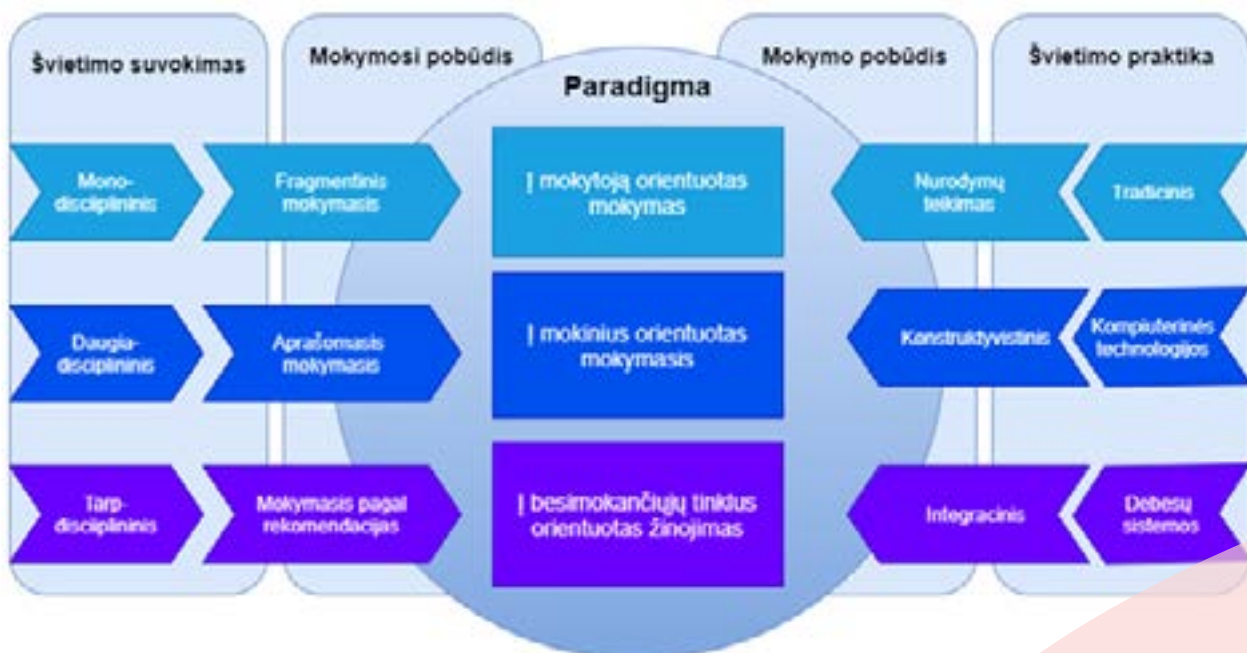 Švietimo suvokimas
Mokymosi pobūdis
Paradigma
Mokymo pobūdis
Švietimo praktika
Mono-
disciplininis
Fragmentinis
mokymasis
Į mokytoją orientuotas
mokymas
Nurodymų
teikimas
Tradicinis
Daugia-
disciplininis
Aprašomasis
mokymasis
Į mokinius orientuotas
mokymasis
Konstruktyvistinis
Kompiuterinės
technologijos
Tarp-
disciplininis
Mokymasis pagal
rekomendacijas
Į besimokančiųjų tinklus
orientuotas žinojimas
Integracinis
Debesų
sistemos